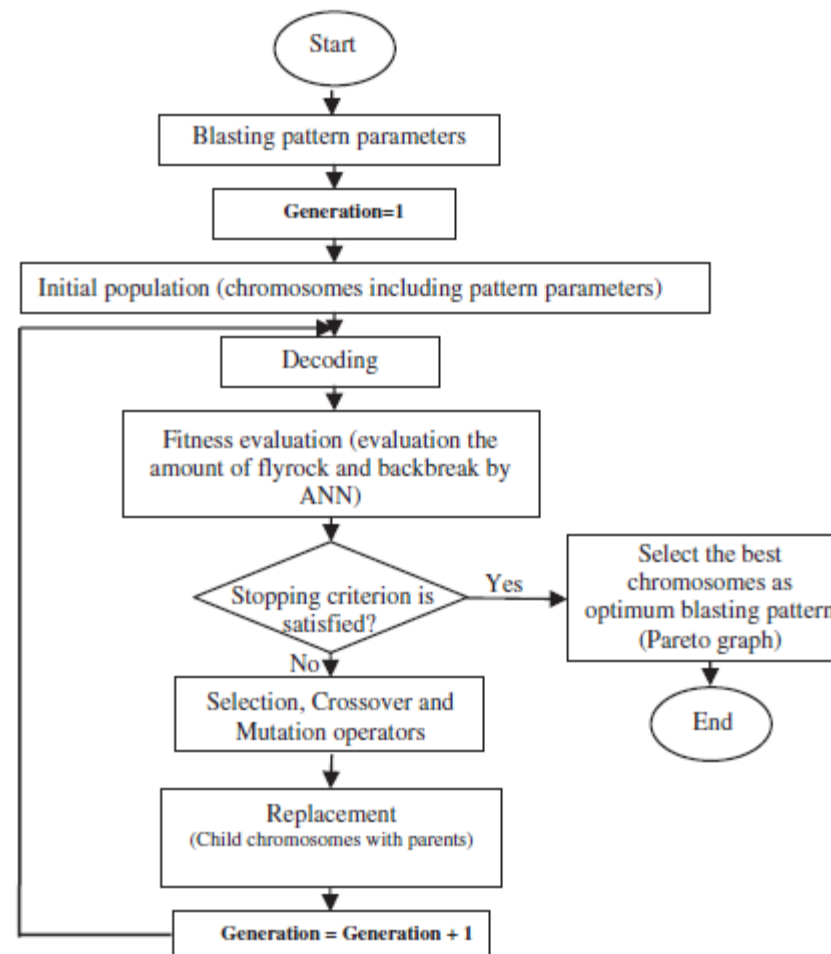 Start
Blasting pattern parameters
Generation=1
Initial population (chromosomes including pattern parameters)
Decoding
Fitness evaluation (evaluation the
amount of flyrock and backbreak by
ANN)
Stopping criterion is
satisfied?
Yes
Select the best
chromosomes as
optimum blasting pattern
(Pareto graph)
End
No
Selection, Crossover and
Mutation operators
Replacement
(Child chromosomes with parents)
Generation = Generation + 1